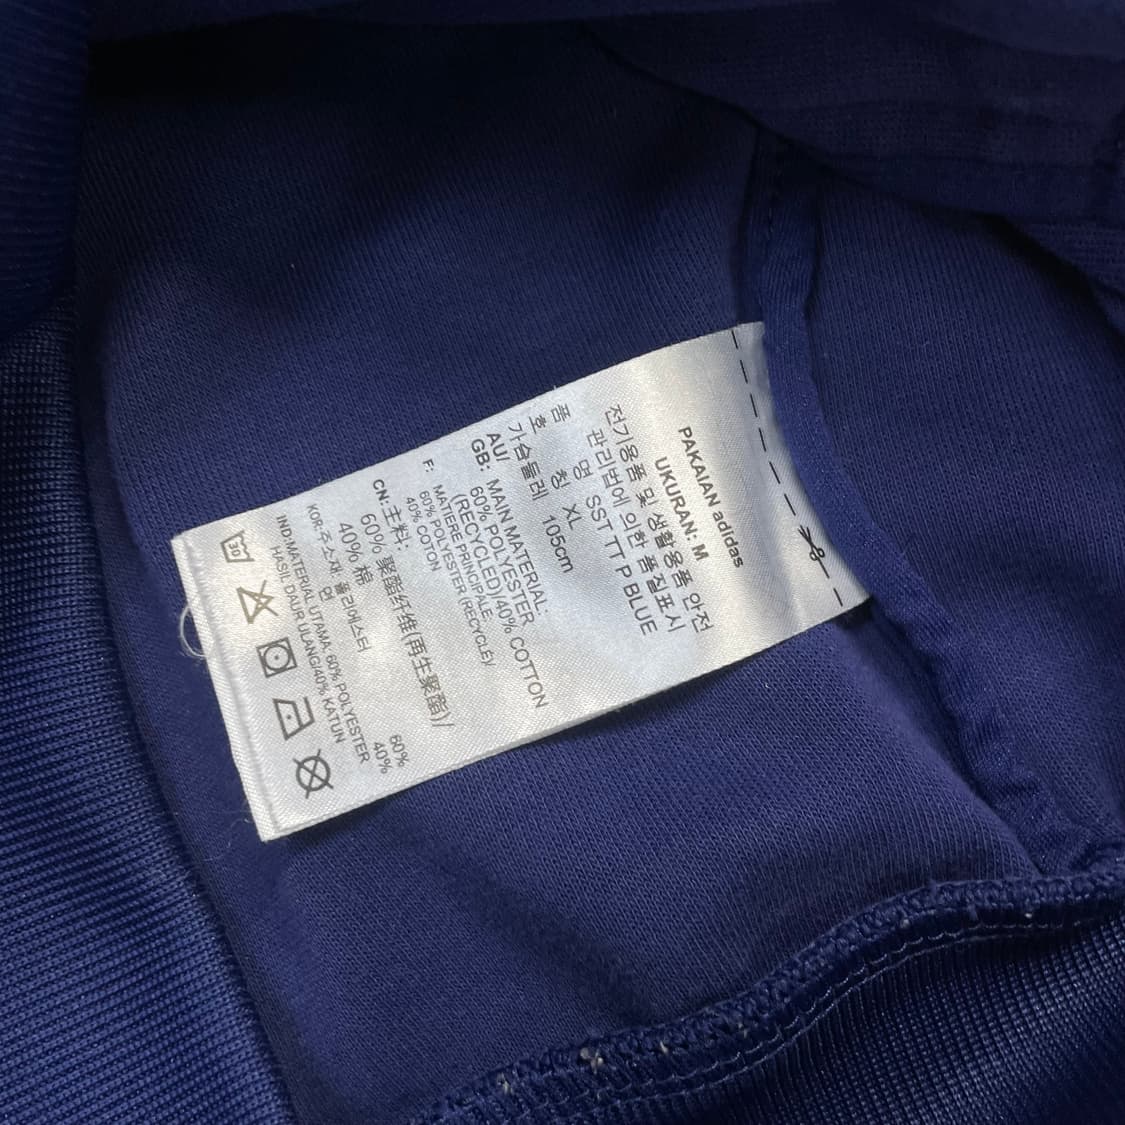 PAKAIAN adidas
UKURAN: M
전기용품 및 생활용품 안전
관리법에 의한 품질표시
품 명 SST TT P BLUE
호 칭 XL
가슴둘레 105cm
AU/
GB: MAIN MATERIAL:
60% POLYESTER
(RECYCLED)/40% COTTON
F: MATIERE PRINCIPALE:
60% POLYESTER (RECYCLE)/
40% COTON
CN:主料:
60% 聚酯纤维(再生聚酯)/
40% 棉
KOR:주소재 폴리에스터 60%
면 40%
IND:MATERIAL UTAMA: 60% POLYESTER
HASIL DAUR ULANG/40% KATUN
30